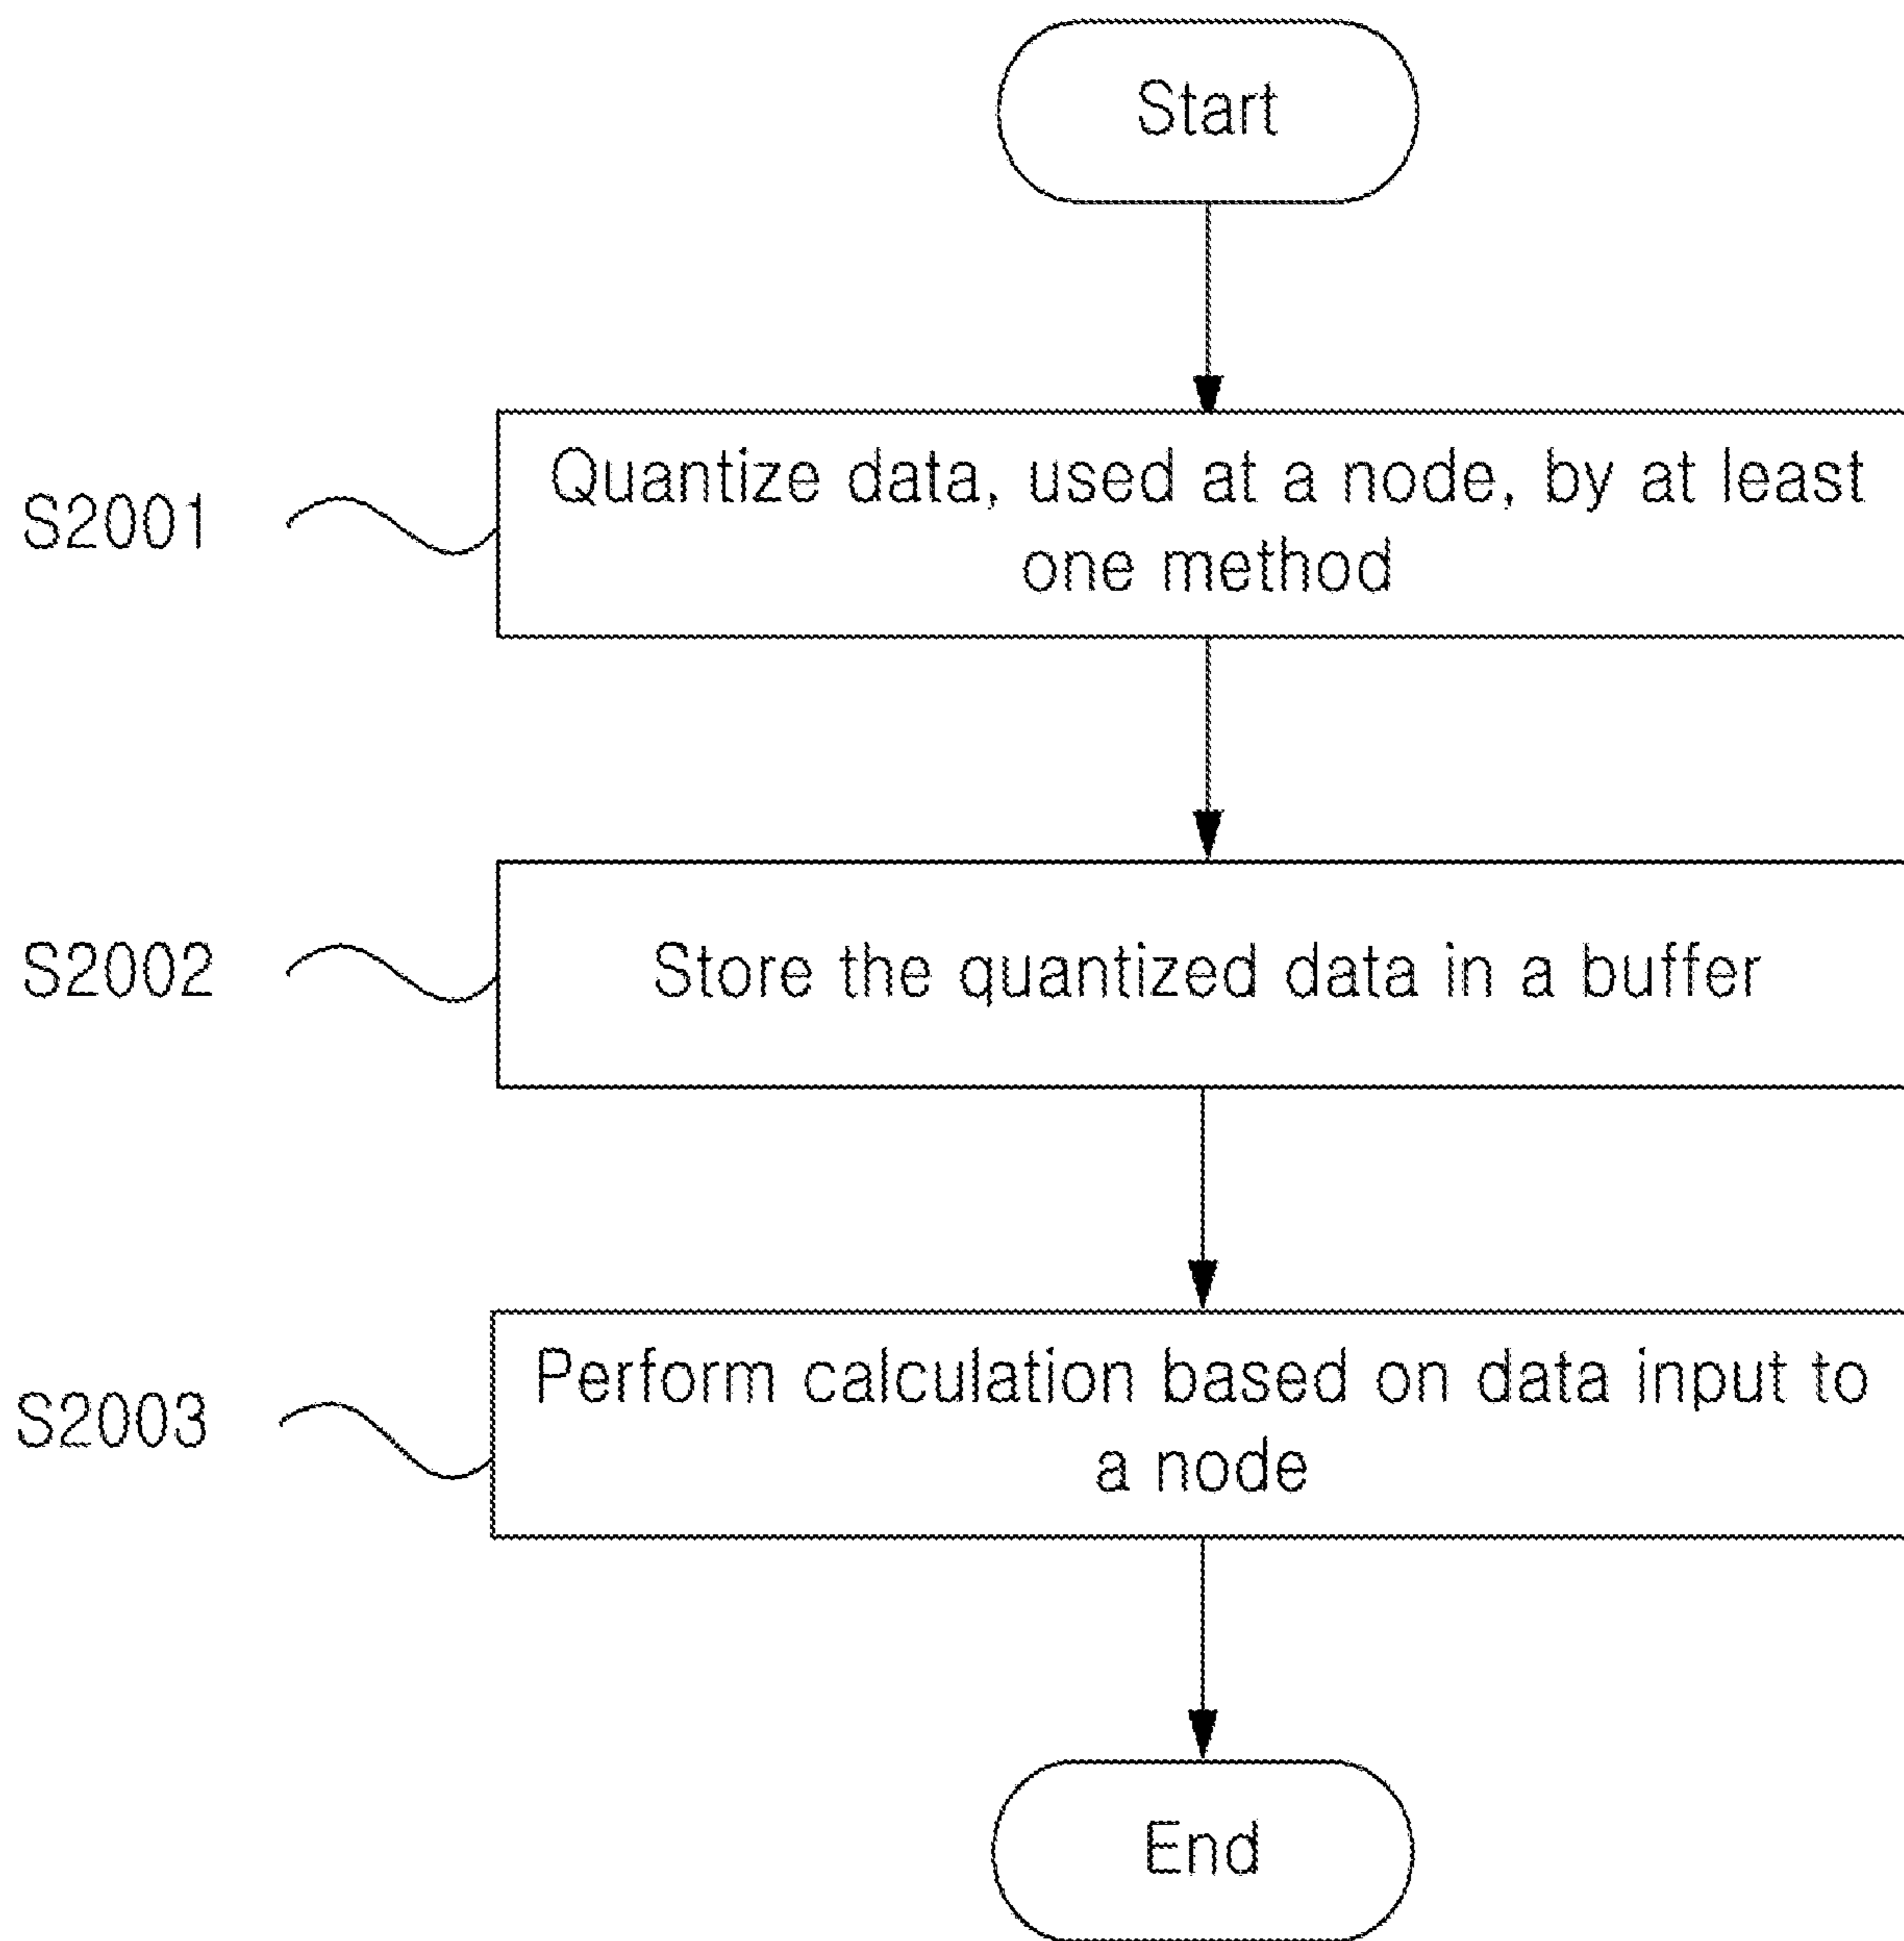 Start
S2001
Quantize data, used at a node, by at least
one method
S2002
Store the quantized data in a buffer
S2003
Perform calculation based on data input to
a node
End